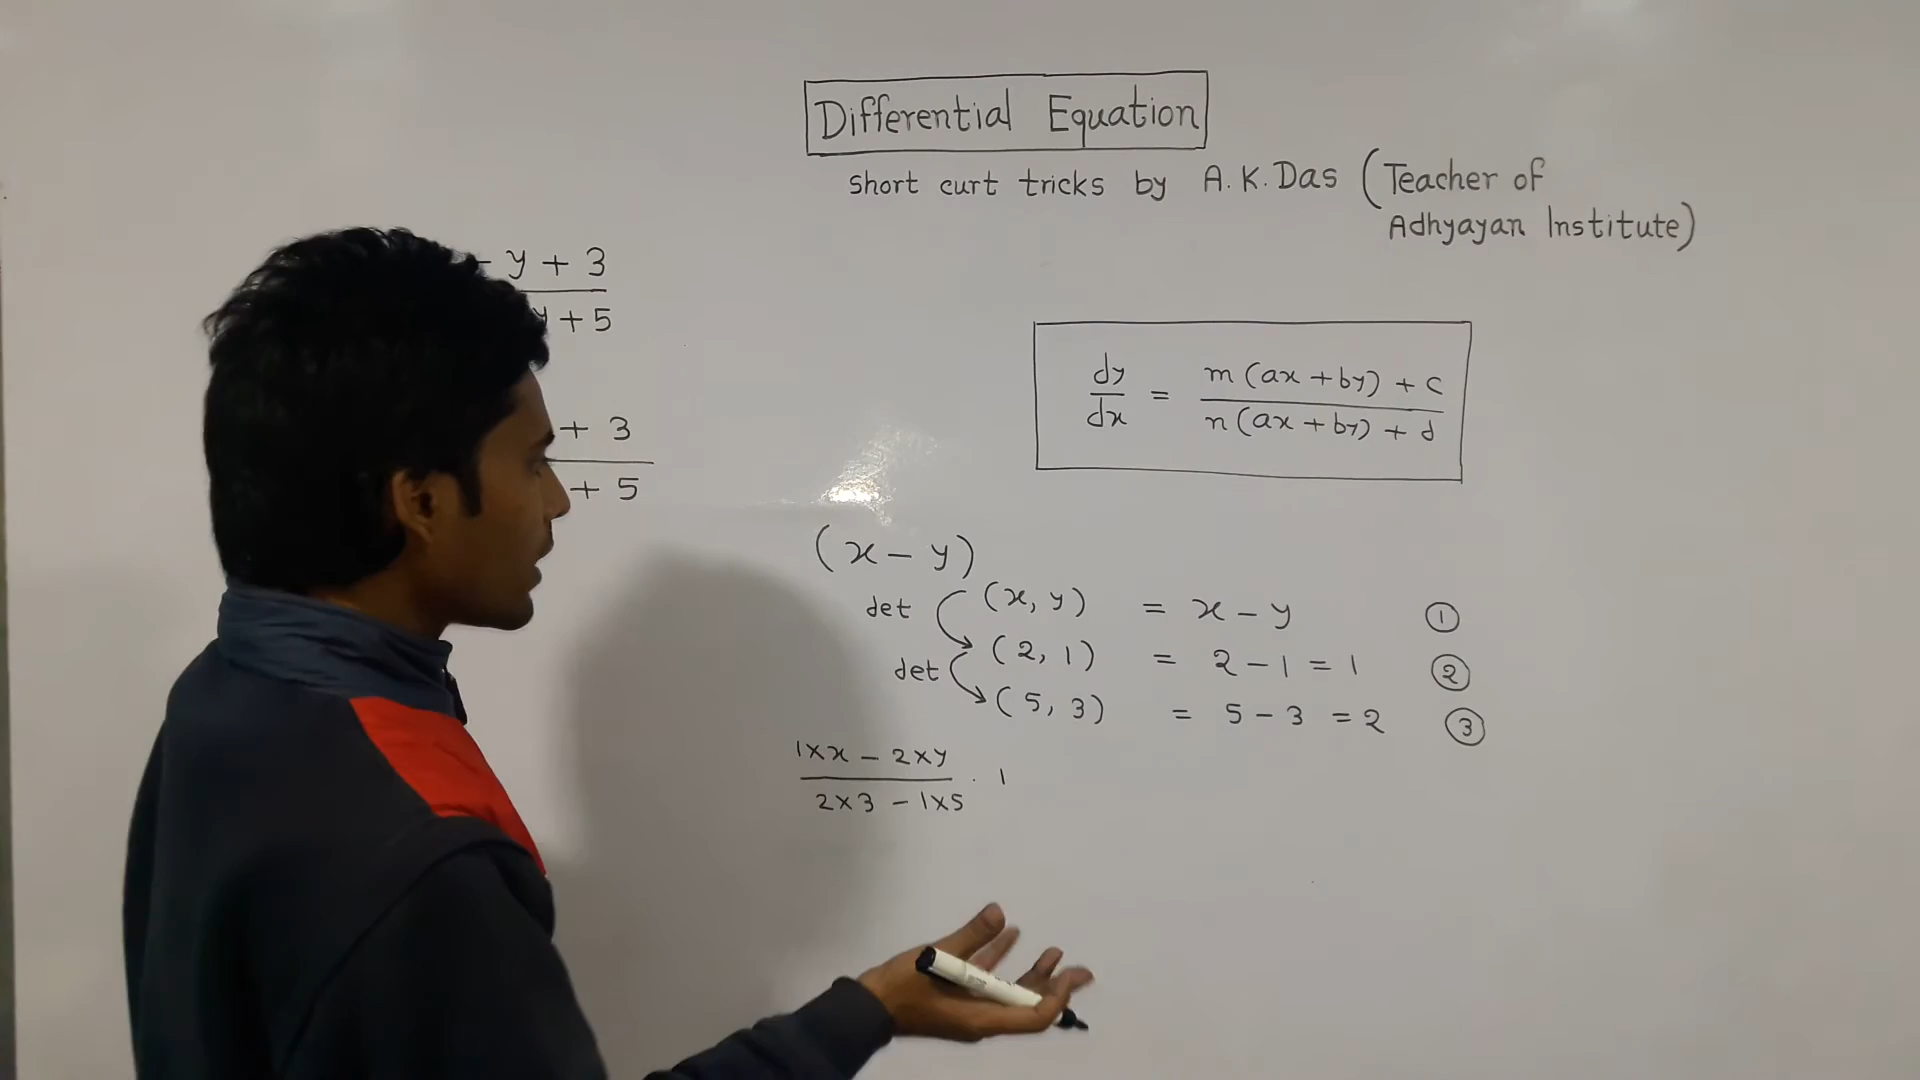 Differential Equation
Short curt tricks by A.K.Das (Teacher of
Adhyayan Institute)
- y + 3
y + 5
+ 3
+ 5
dy/dx = m(ax + by) + c / n(ax + by) + d
(x - y)
det (x, y) = x - y ①
det (2, 1) = 2 - 1 = 1 ②
(5, 3) = 5 - 3 = 2 ③
1×x - 2×y . 1
2×3 - 1×5